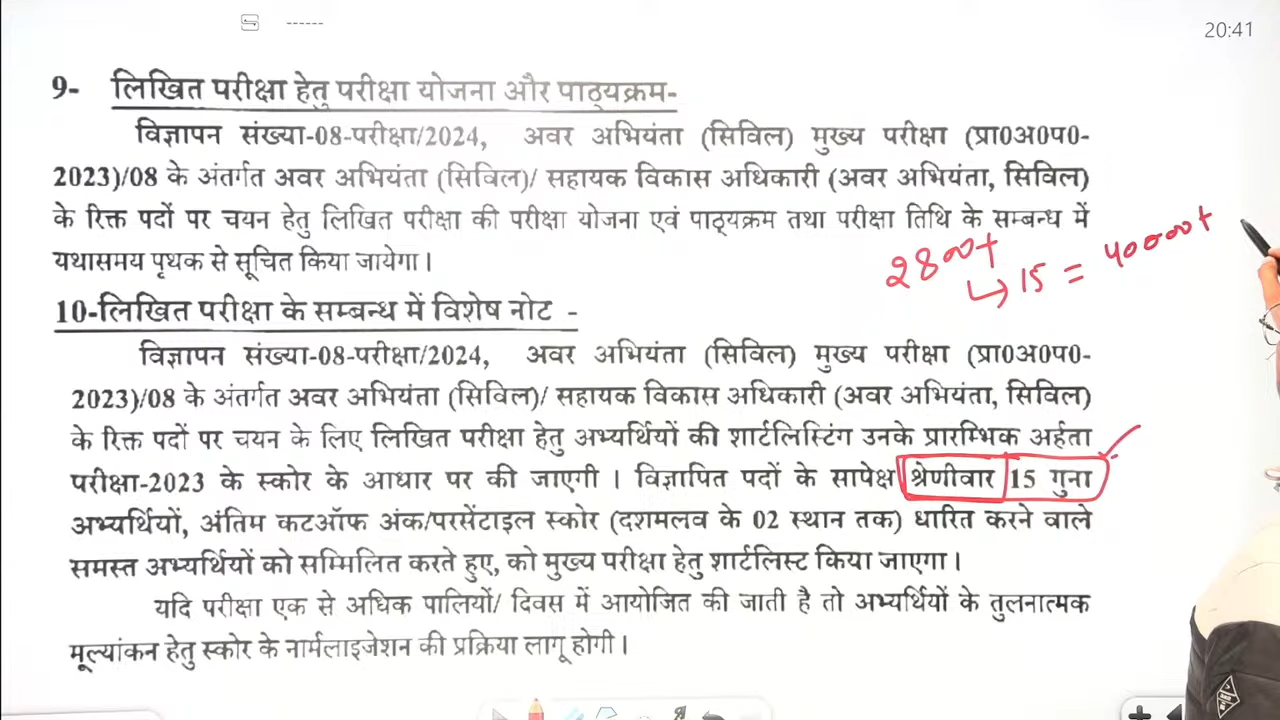 20:41
9- लिखित परीक्षा हेतु परीक्षा योजना और पाठ्यक्रम-
विज्ञापन संख्या-08-परीक्षा/2024, अवर अभियंता (सिविल) मुख्य परीक्षा (प्रा0अ0प0-
2023)/08 के अंतर्गत अवर अभियंता (सिविल)/ सहायक विकास अधिकारी (अवर अभियंता, सिविल)
के रिक्त पदों पर चयन हेतु लिखित परीक्षा की परीक्षा योजना एवं पाठ्यक्रम तथा परीक्षा तिथि के सम्बन्ध में
यथासमय पृथक से सूचित किया जायेगा।
2800+
↳ 15 = 40000+
10-लिखित परीक्षा के सम्बन्ध में विशेष नोट -
विज्ञापन संख्या-08-परीक्षा/2024, अवर अभियंता (सिविल) मुख्य परीक्षा (प्रा0अ0प0-
2023)/08 के अंतर्गत अवर अभियंता (सिविल)/ सहायक विकास अधिकारी (अवर अभियंता, सिविल)
के रिक्त पदों पर चयन के लिए लिखित परीक्षा हेतु अभ्यर्थियों की शार्टलिस्टिंग उनके प्रारम्भिक अर्हता
परीक्षा-2023 के स्कोर के आधार पर की जाएगी । विज्ञापित पदों के सापेक्ष श्रेणीवार 15 गुना
अभ्यर्थियों, अंतिम कटऑफ अंक/परसेंटाइल स्कोर (दशमलव के 02 स्थान तक) धारित करने वाले
समस्त अभ्यर्थियों को सम्मिलित करते हुए, को मुख्य परीक्षा हेतु शार्टलिस्ट किया जाएगा।
यदि परीक्षा एक से अधिक पालियों/ दिवस में आयोजित की जाती है तो अभ्यर्थियों के तुलनात्मक
मूल्यांकन हेतु स्कोर के नार्मलाइजेशन की प्रक्रिया लागू होगी।